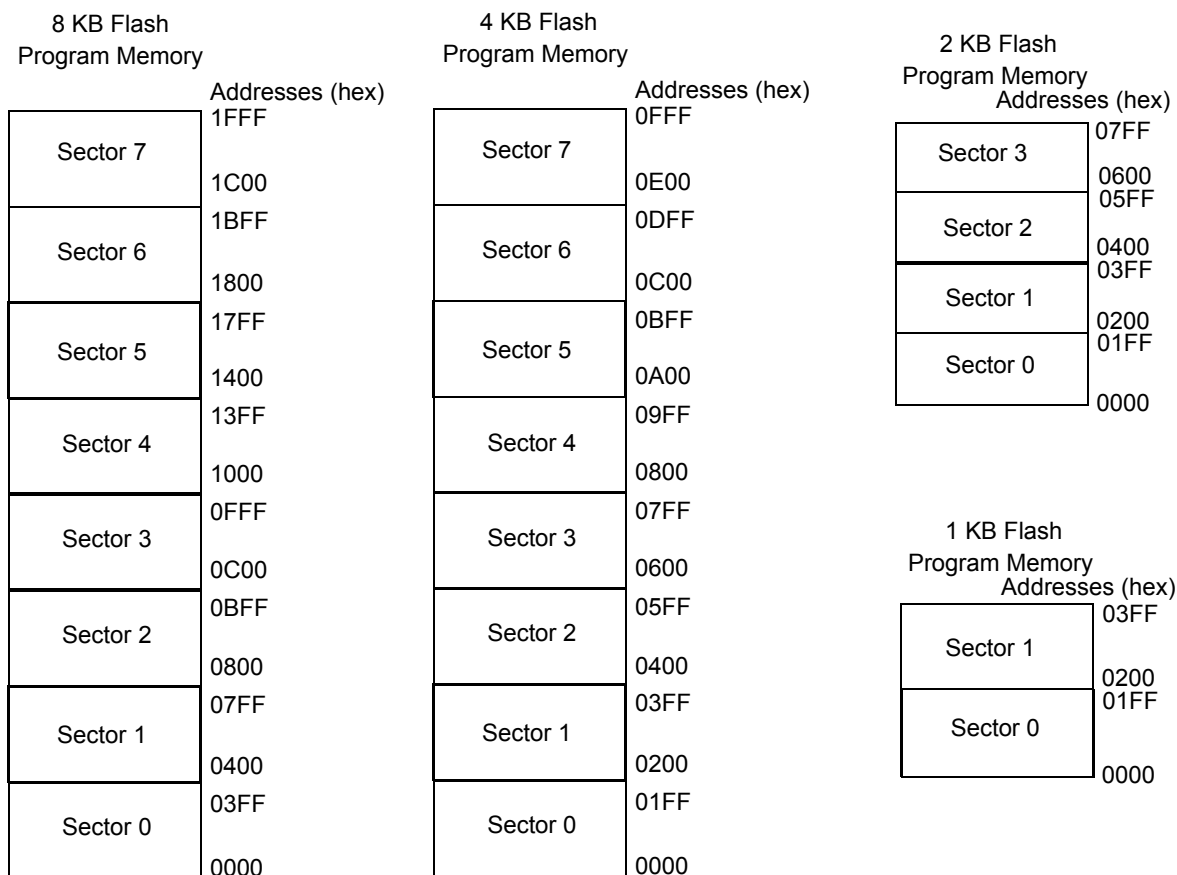 8 KB Flash
Program Memory
Addresses (hex)
1FFF
Sector 7
1C00
1BFF
Sector 6
1800
17FF
Sector 5
1400
13FF
Sector 4
1000
0FFF
Sector 3
0C00
0BFF
Sector 2
0800
07FF
Sector 1
0400
03FF
Sector 0
0000
4 KB Flash
Program Memory
Addresses (hex)
0FFF
Sector 7
0E00
0DFF
Sector 6
0C00
0BFF
Sector 5
0A00
09FF
Sector 4
0800
07FF
Sector 3
0600
05FF
Sector 2
0400
03FF
Sector 1
0200
01FF
Sector 0
0000
2 KB Flash
Program Memory
Addresses (hex)
07FF
Sector 3
0600
05FF
Sector 2
0400
03FF
Sector 1
0200
01FF
Sector 0
0000
1 KB Flash
Program Memory
Addresses (hex)
03FF
Sector 1
0200
01FF
Sector 0
0000